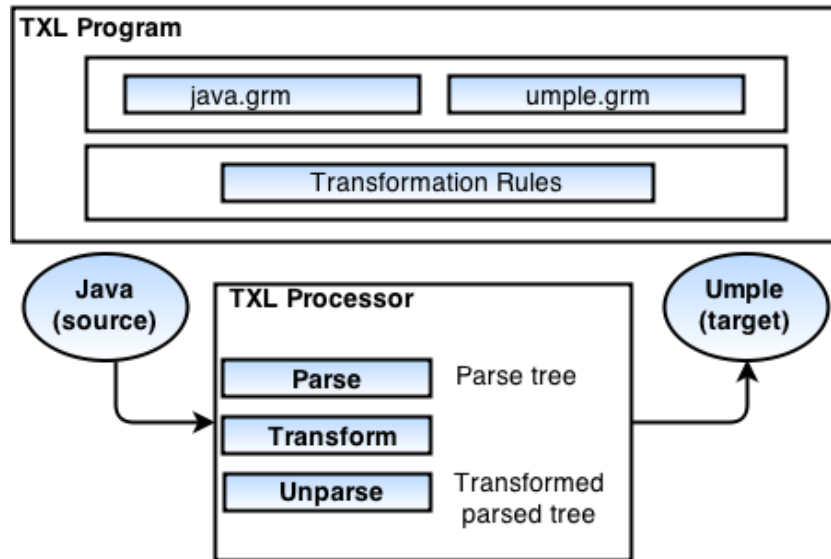 TXL Program
java.grm
umple.grm
Transformation Rules
Java
(source)
TXL Processor
Umple
(target)
Parse
Parse tree
Transform
Unparse
Transformed
parsed tree